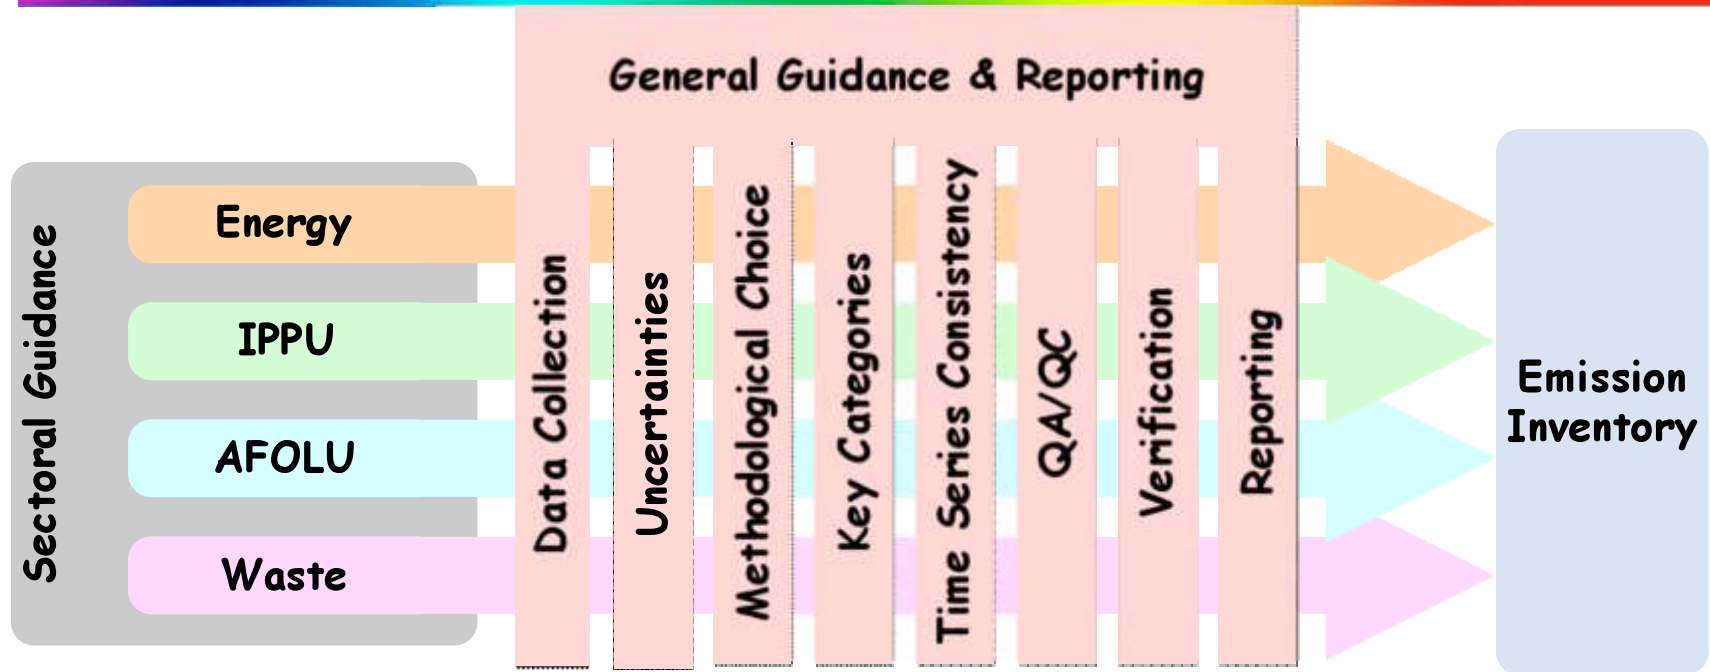 General Guidance & Reporting
Sectoral Guidance
Energy
IPPU
AFOLU
Waste
Data Collection
Uncertainties
Methodological Choice
Key Categories
Time Series Consistency
QA/QC
Verification
Reporting
Emission
Inventory